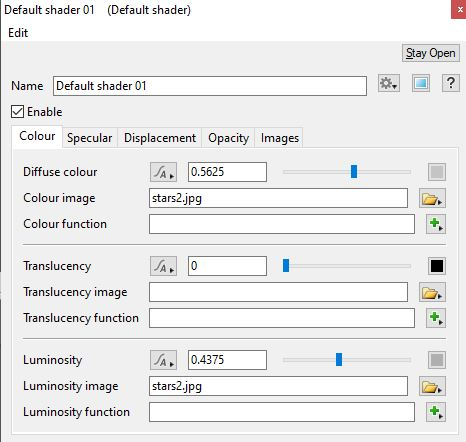 Default shader 01 (Default shader)
Edit
Stay Open
Name Default shader 01
?
Enable
Colour Specular Displacement Opacity Images
Diffuse colour 0.5625
Colour image stars2.jpg
Colour function
Translucency 0
Translucency image
Translucency function
Luminosity 0.4375
Luminosity image stars2.jpg
Luminosity function